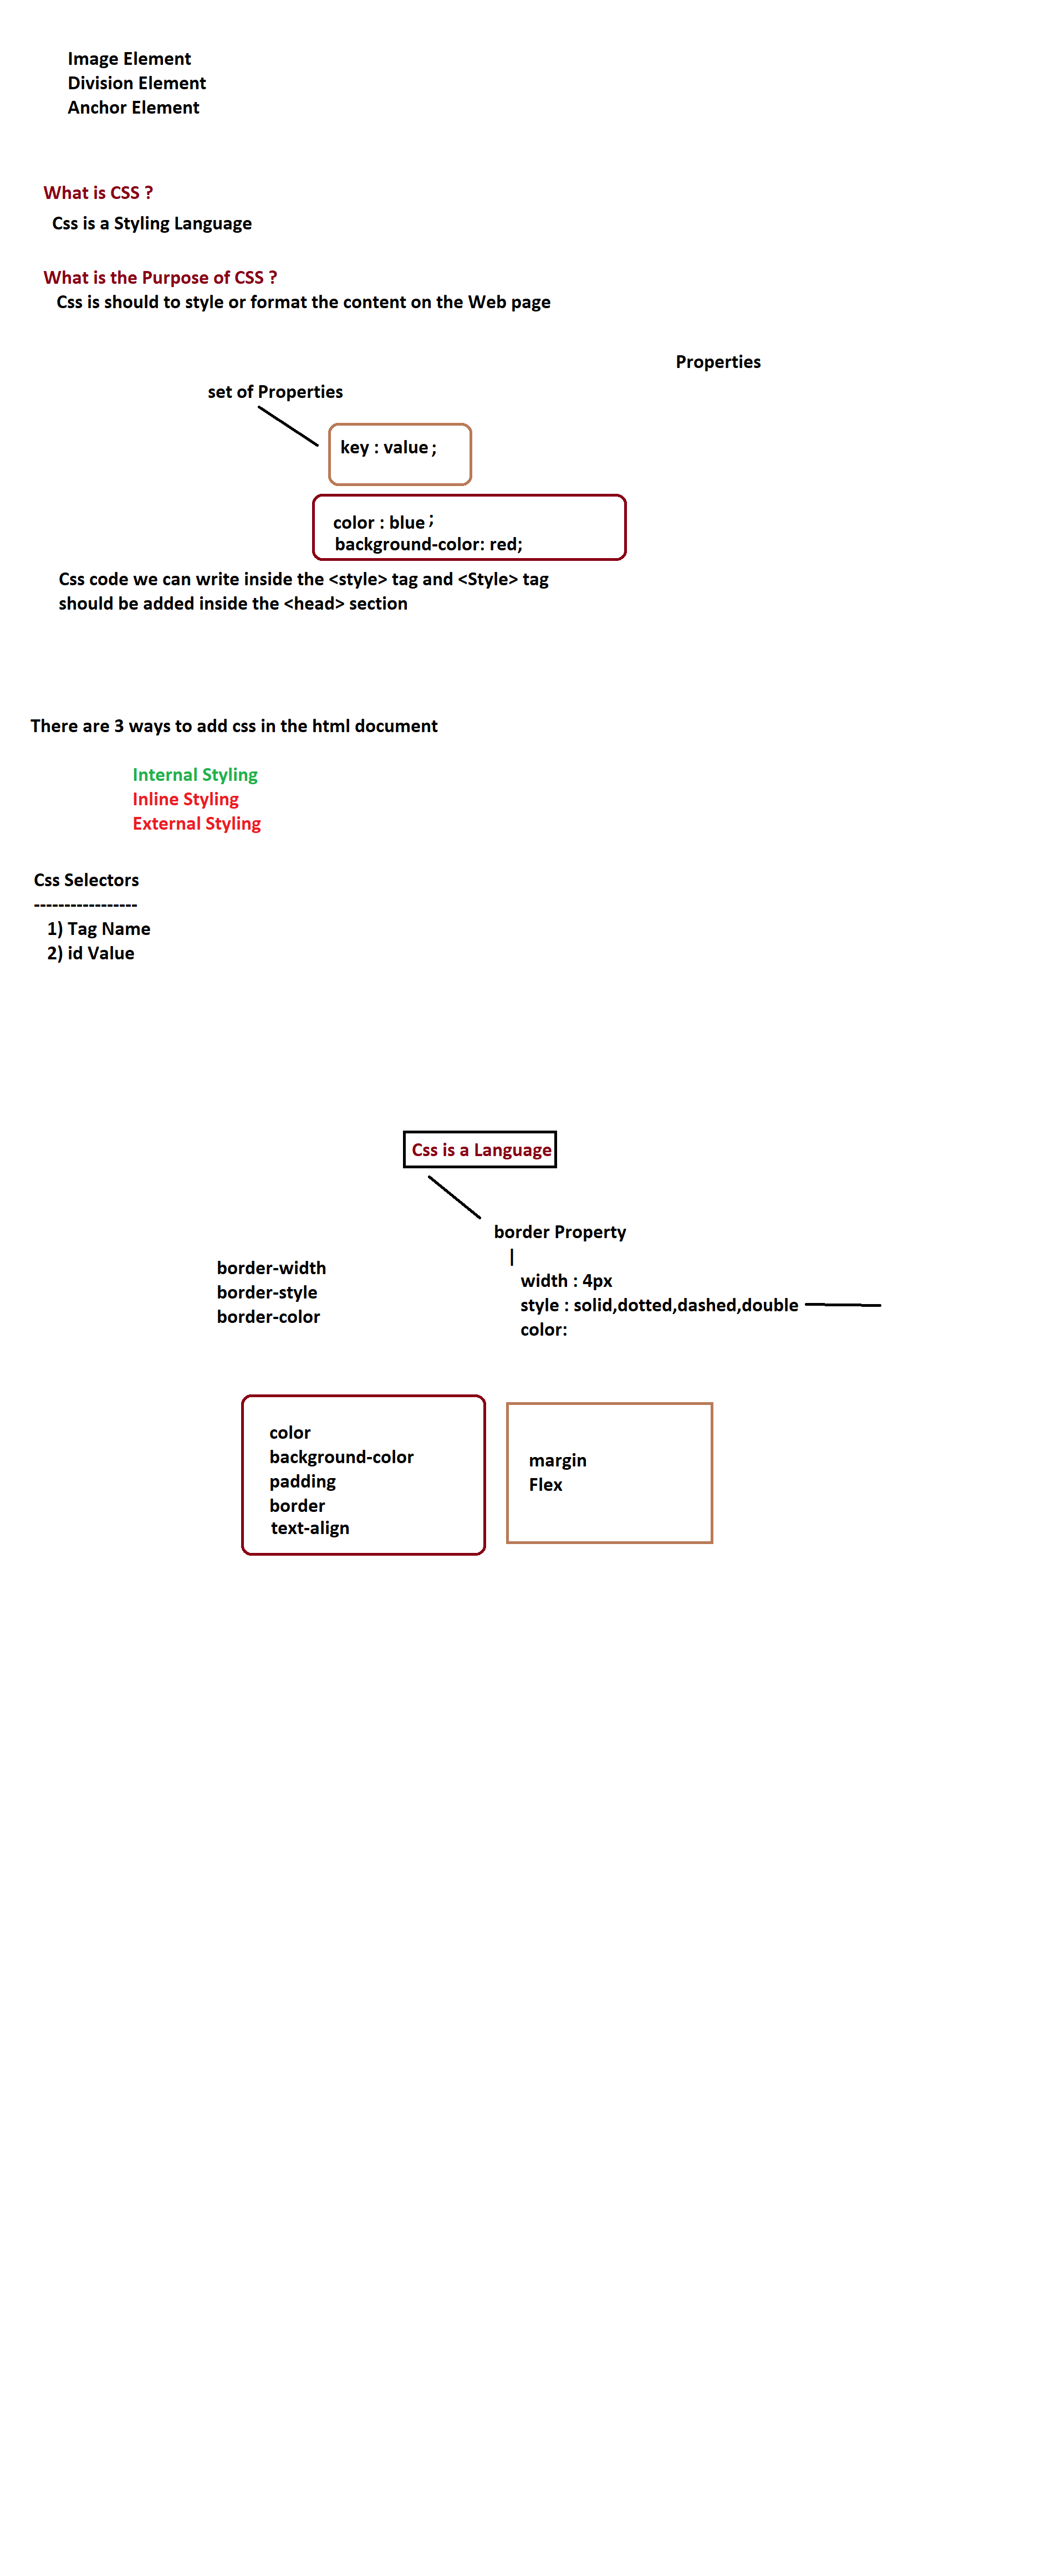 Image Element
Division Element
Anchor Element
What is CSS ?
Css is a Styling Language
What is the Purpose of CSS ?
Css is should to style or format the content on the Web page
Properties
set of Properties
key : value ;
color : blue ;
background-color: red;
Css code we can write inside the <style> tag and <Style> tag
should be added inside the <head> section
There are 3 ways to add css in the html document
Internal Styling
Inline Styling
External Styling
Css Selectors
-----------------
1) Tag Name
2) id Value
Css is a Language
border Property
|
border-width
border-style
border-color
width : 4px
style : solid,dotted,dashed,double
color:
color
background-color
padding
border
text-align
margin
Flex